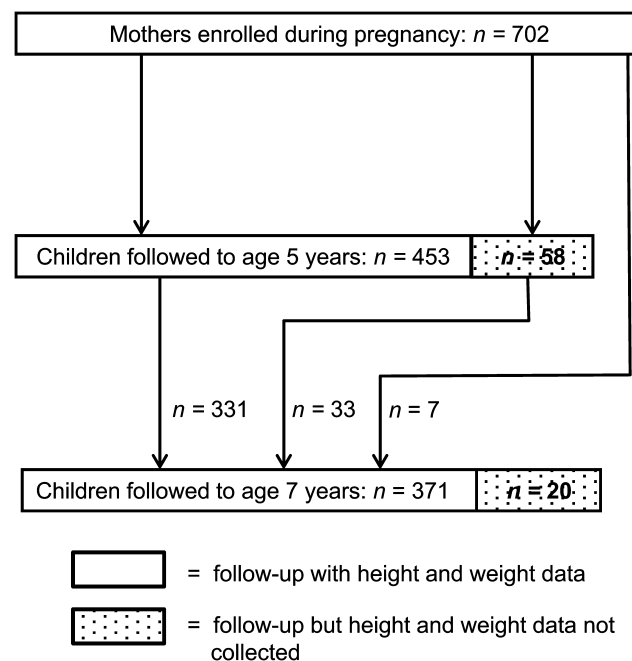 Mothers enrolled during pregnancy: n = 702
Children followed to age 5 years: n = 453 n = 58
n = 331 n = 33 n = 7
Children followed to age 7 years: n = 371 n = 20
= follow-up with height and weight data
= follow-up but height and weight data not
collected